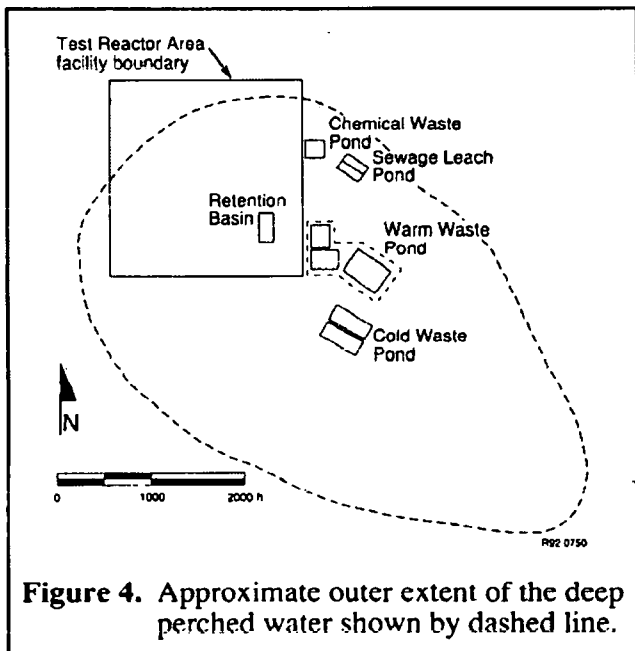 Test Reactor Area
facility boundary
Chemical Waste
Pond
Sewage Leach
Pond
Retention
Basin
Warm Waste
Pond
Cold Waste
Pond
N
0 1000 2000 h
R92 0750
Figure 4. Approximate outer extent of the deep
perched water shown by dashed line.